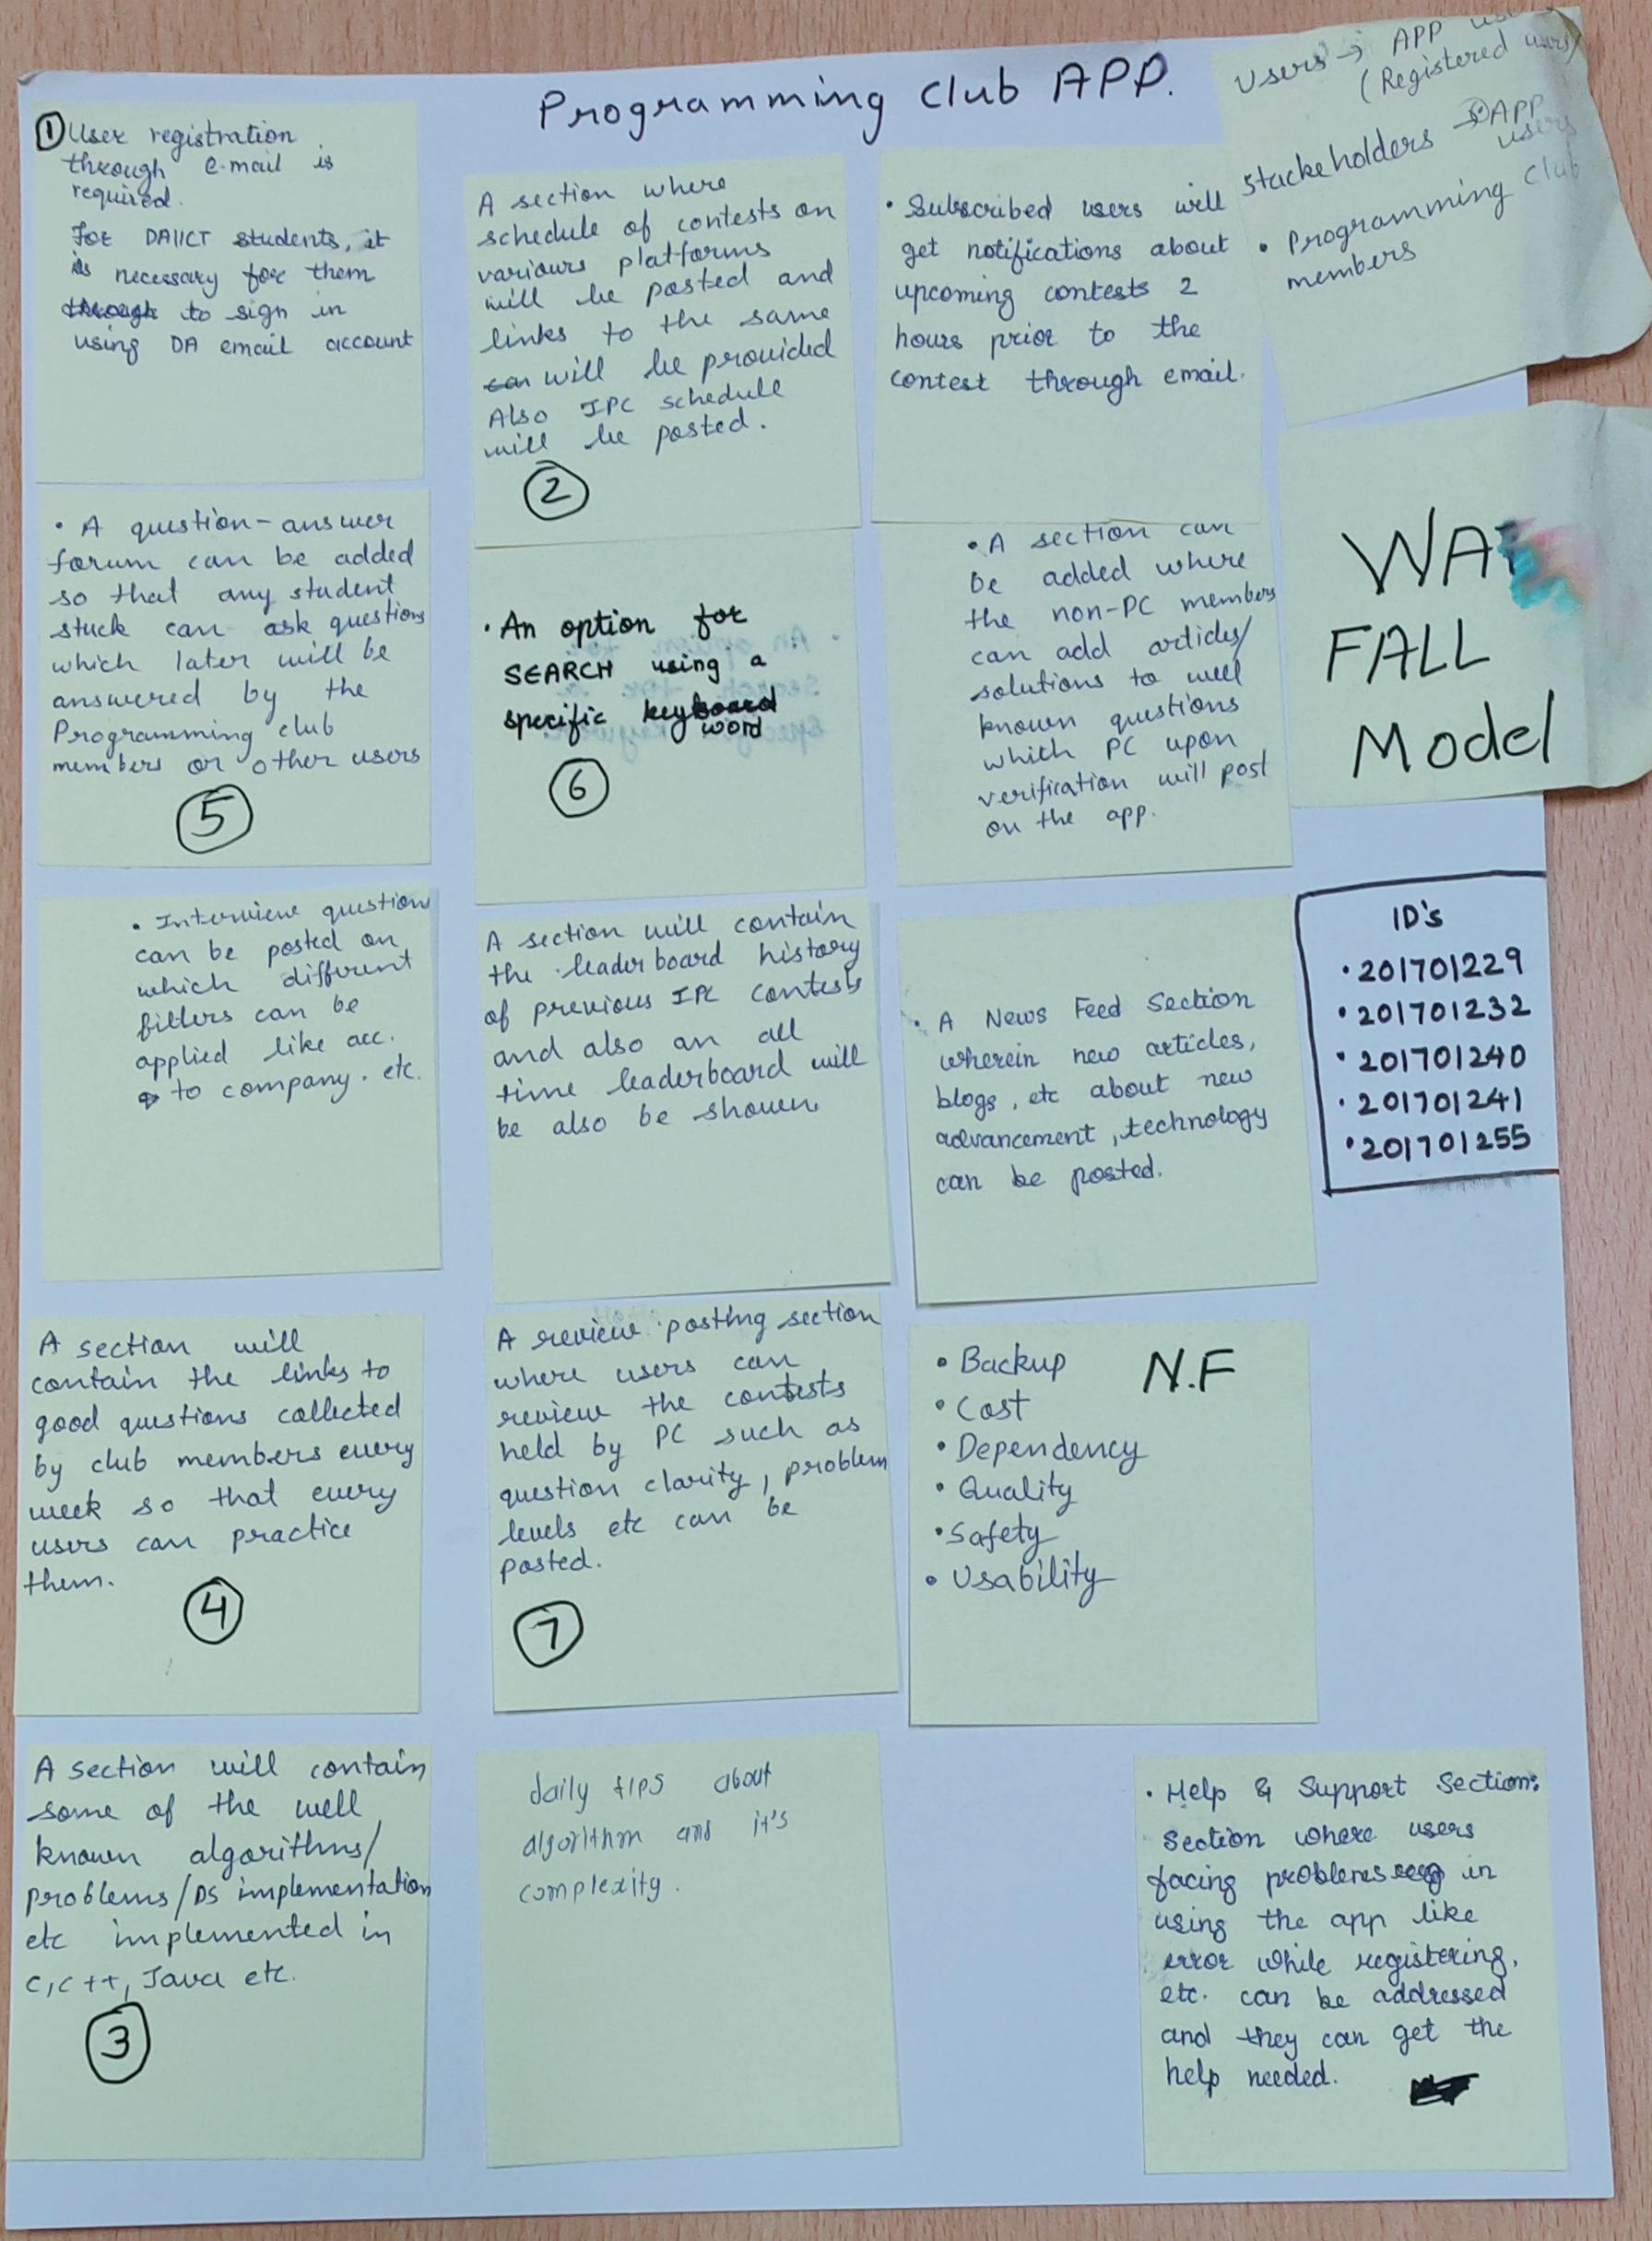 Programming Club APP.
① User registration
through e-mail is
required.
For DAIICT students, it
is necessary for them
through to sign in
using DA email account
A section where
schedule of contests on
variours platforms
will be posted and
links to the same
can will be provided
Also IPC schedule
will be posted.
②
• Subscribed users will
get notifications about
upcoming contests 2
hours prior to the
contest through email.
Users → APP
(Registered users)
Stackeholders → APP
users
• Programming Club
members
• A question-answer
forum can be added
so that any student
stuck can ask questions
which later will be
answered by the
Programming club
members or other users
⑤
• An option for
SEARCH using a
specific keyboard
word
⑥
• A section can
be added where
the non-PC members
can add articles/
solutions to well
known questions
which PC upon
verification will post
on the app.
WA
FALL
Model
• Interview question
can be posted on
which different
filters can be
applied like acc.
to company. etc.
A section will contain
the leaderboard history
of previous IPC contests
and also an all
time leaderboard will
be also be shown
• A News Feed Section
wherein new articles,
blogs, etc about new
advancement, technology
can be posted.
ID's
• 201701229
• 201701232
• 201701240
• 201701241
• 201701255
A section will
contain the links to
good questions collected
by club members every
week so that every
users can practice
them.
④
A review posting section
where users can
review the contests
held by PC such as
question clarity, problem
levels etc can be
posted.
⑦
N.F
• Backup
• Cost
• Dependency
• Quality
• Safety
• Usability
A section will contain
some of the well
known algorithms/
problems/DS implementation
etc implemented in
C, C++, Java etc.
③
daily tips about
algorithm and it's
complexity.
• Help & Support Section:
Section where users
facing problems in
using the app like
error while registering,
etc. can be addressed
and they can get the
help needed.